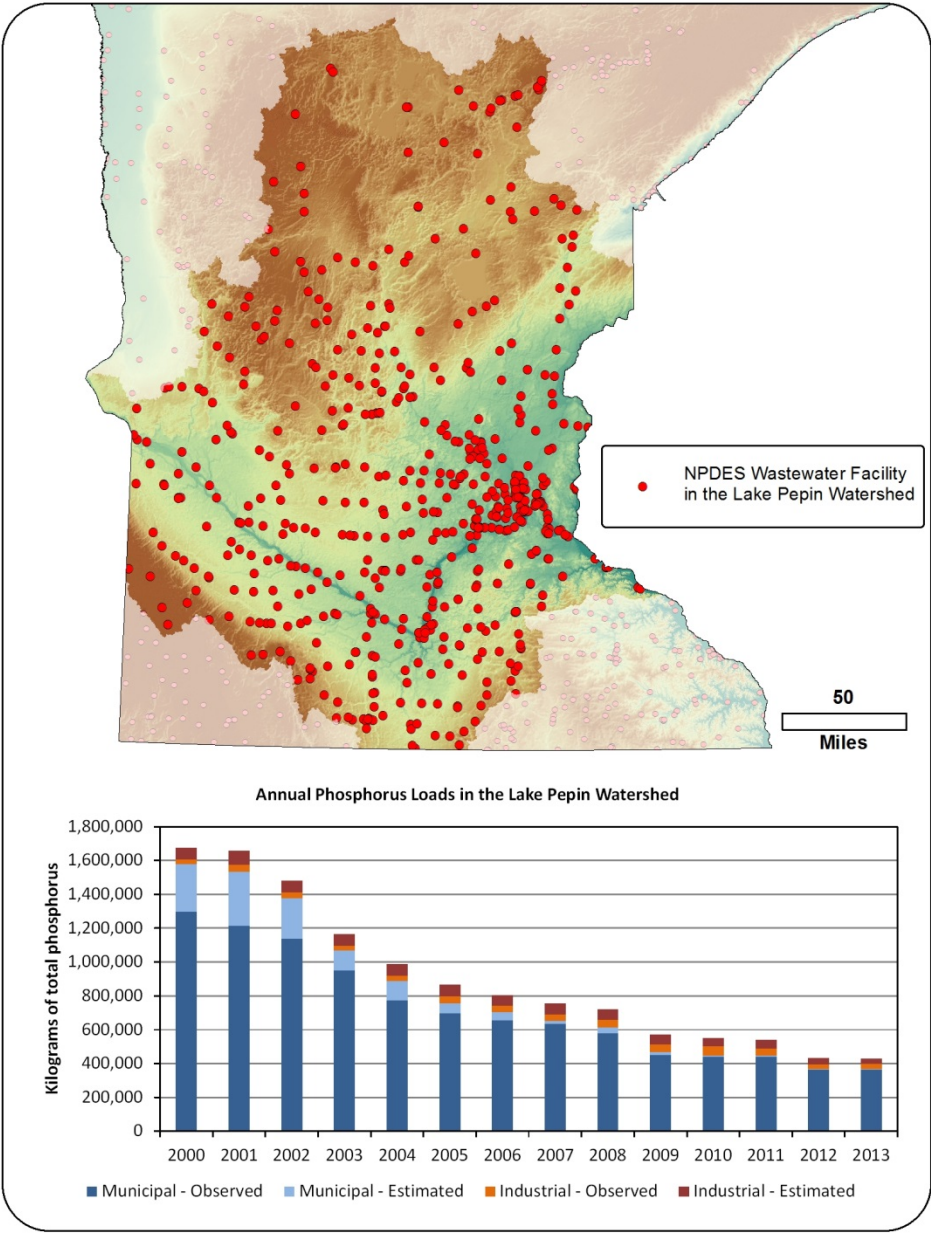 NPDES Wastewater Facility
in the Lake Pepin Watershed
50
Miles
Annual Phosphorus Loads in the Lake Pepin Watershed
Kilograms of total phosphorus
1,800,000
1,600,000
1,400,000
1,200,000
1,000,000
800,000
600,000
400,000
200,000
0
2000 2001 2002 2003 2004 2005 2006 2007 2008 2009 2010 2011 2012 2013
Municipal - Observed Municipal - Estimated Industrial - Observed Industrial - Estimated